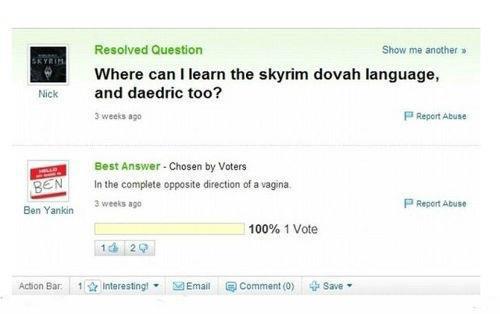 Resolved Question
Show me another »
SKYRIM
Where can I learn the skyrim dovah language,
and daedric too?
Nick
3 weeks ago
Report Abuse
HELLO
BEN
Best Answer - Chosen by Voters
In the complete opposite direction of a vagina.
Ben Yankin
3 weeks ago
Report Abuse
100% 1 Vote
1 2
Action Bar: 1 Interesting! Email Comment (0) Save